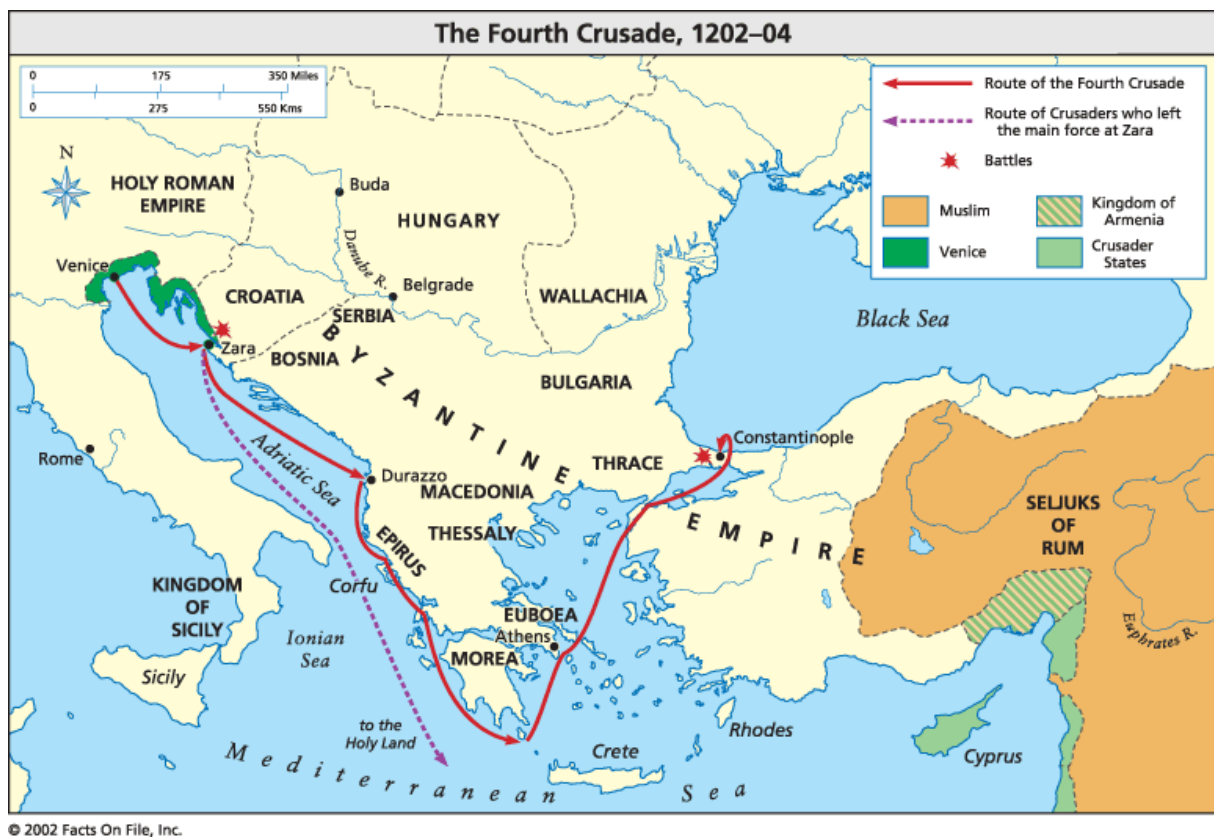 The Fourth Crusade, 1202–04
0 175 350 Miles
0 275 550 Kms
N
Route of the Fourth Crusade
Route of Crusaders who left
the main force at Zara
Battles
Muslim
Kingdom of
Armenia
Venice
Crusader
States
HOLY ROMAN
EMPIRE
Buda
HUNGARY
Danube R.
Venice
CROATIA
Belgrade
SERBIA
WALLACHIA
Black Sea
Zara
BOSNIA
BYZANTINE
BULGARIA
Constantinople
Rome
Adriatic Sea
Durazzo
THRACE
MACEDONIA
EMPIRE
SELJUKS
OF
RUM
THESSALY
EPIRUS
KINGDOM
OF
SICILY
Corfu
Ionian
Sea
EUBOEA
Athens
MOREA
Euphrates R.
Sicily
to the
Holy Land
Rhodes
Crete
Cyprus
Mediterranean Sea
© 2002 Facts On File, Inc.